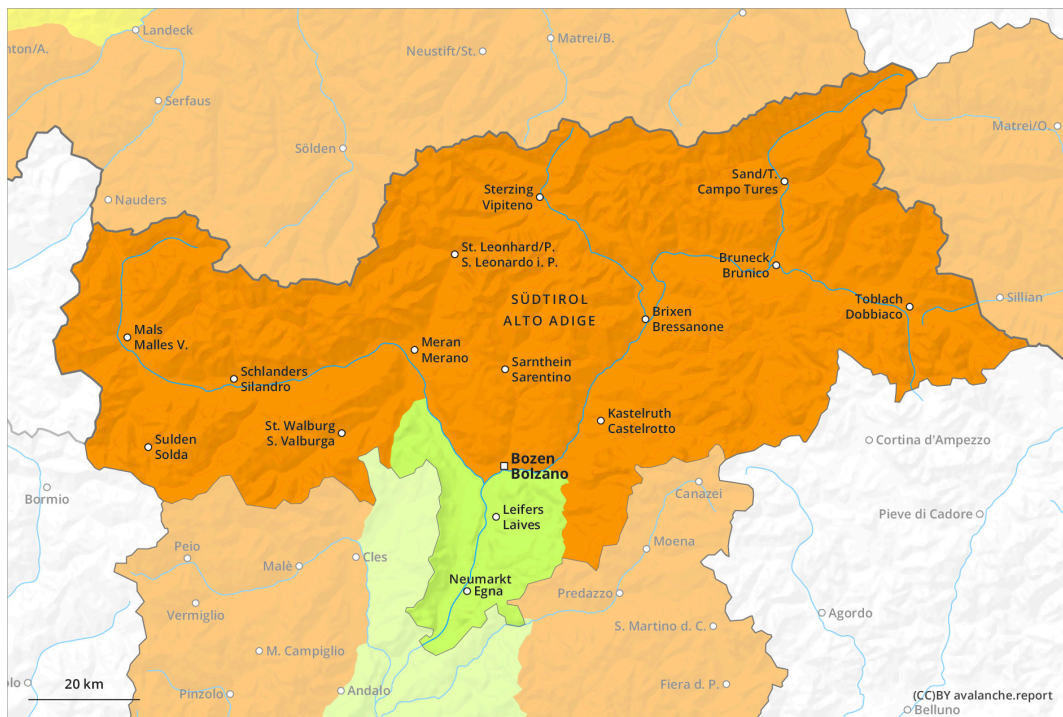 Landeck
nton/A.
Matrei/B.
Neustift/St.
Serfaus
Matrei/O.
Sölden
Sand/T.
Campo Tures
Sterzing
Vipiteno
Nauders
St. Leonhard/P.
S. Leonardo i. P.
Bruneck
Brunico
SÜDTIROL
ALTO ADIGE
Toblach
Dobbiaco
Sillian
Brixen
Bressanone
Mals
Malles V.
Meran
Merano
Sarnthein
Sarentino
Schlanders
Silandro
Kastelruth
Castelrotto
St. Walburg
S. Valburga
Sulden
Solda
Cortina d'Ampezzo
Bozen
Bolzano
Bormio
Canazei
Leifers
Laives
Pieve di Cadore
Peio
Moena
Cles
Malè
Neumarkt
Egna
Predazzo
Vermiglio
Agordo
S. Martino d. C.
M. Campiglio
olo
20 km
Pinzolo
Andalo
Fiera d. P.
(CC)BY avalanche.report
Belluno